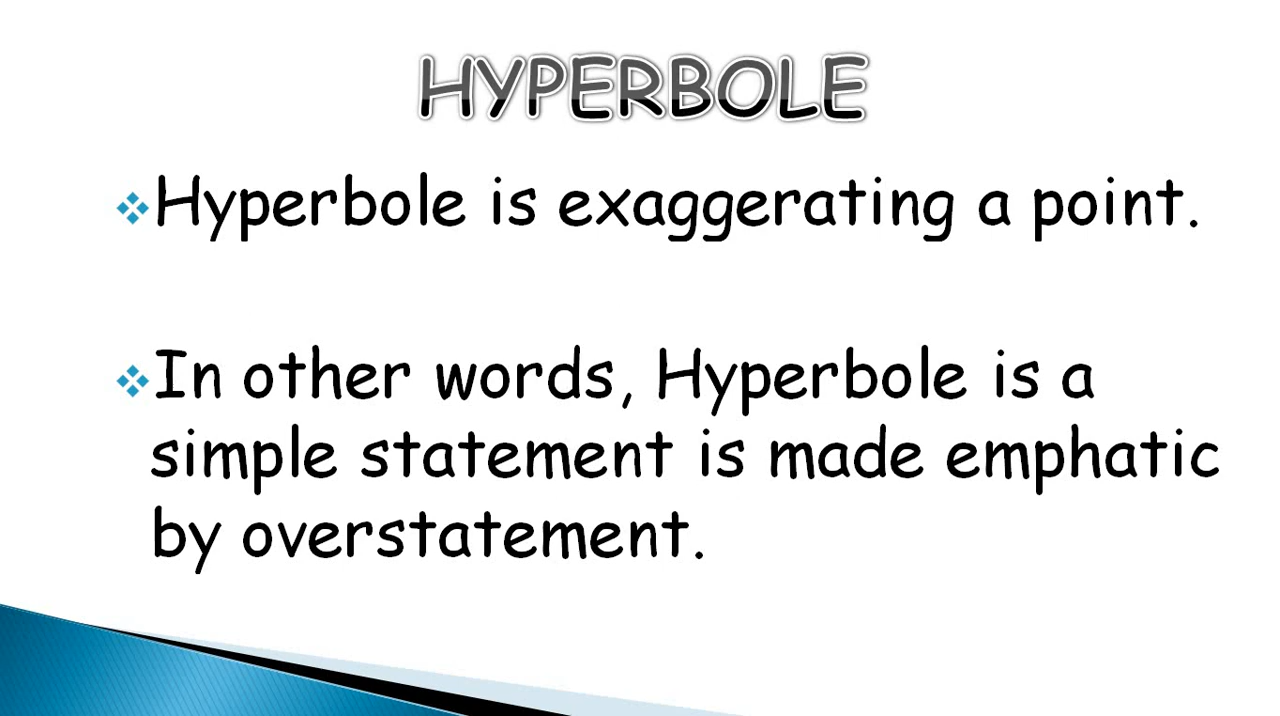 HYPERBOLE
Hyperbole is exaggerating a point.
In other words, Hyperbole is a
simple statement is made emphatic
by overstatement.